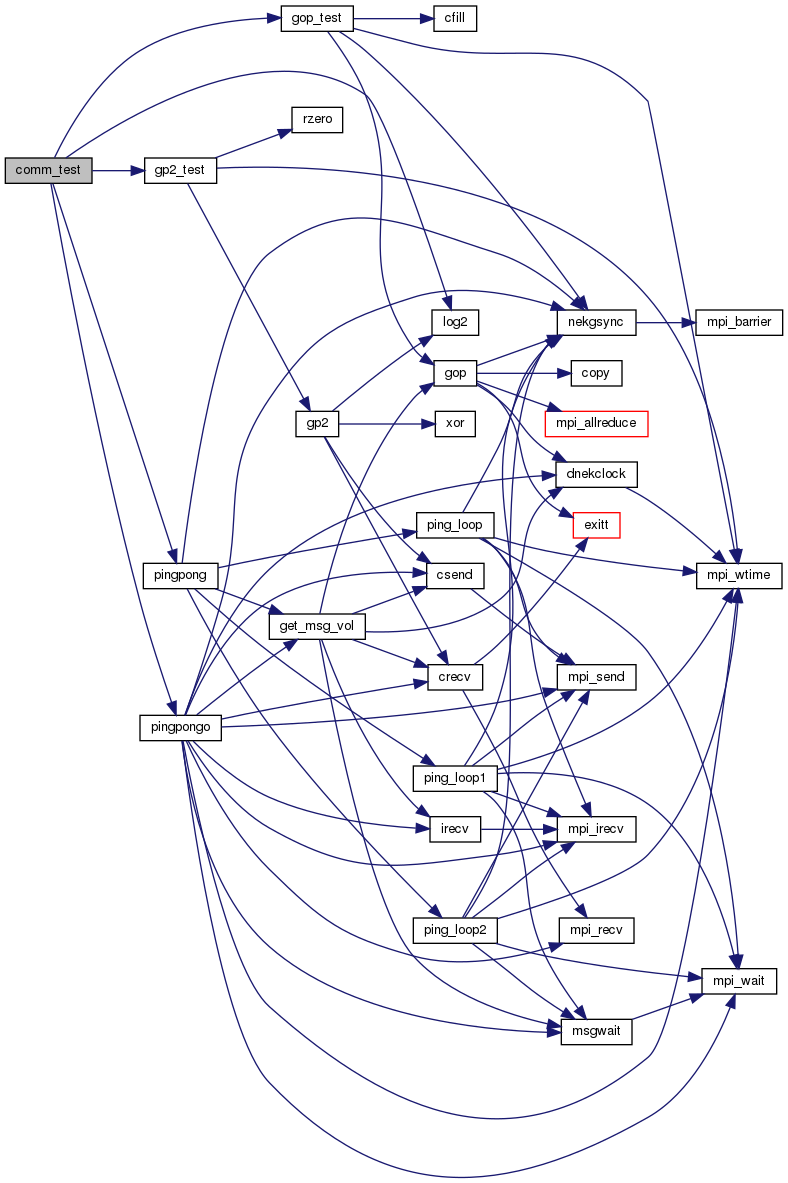 gop_test
cfill
rzero
comm_test
gp2_test
log2
nekgsync
mpi_barrier
gop
copy
gp2
xor
mpi_allreduce
dnekclock
ping_loop
exitt
pingpong
csend
mpi_wtime
get_msg_vol
crecv
mpi_send
pingpongo
ping_loop1
irecv
mpi_irecv
ping_loop2
mpi_recv
mpi_wait
msgwait